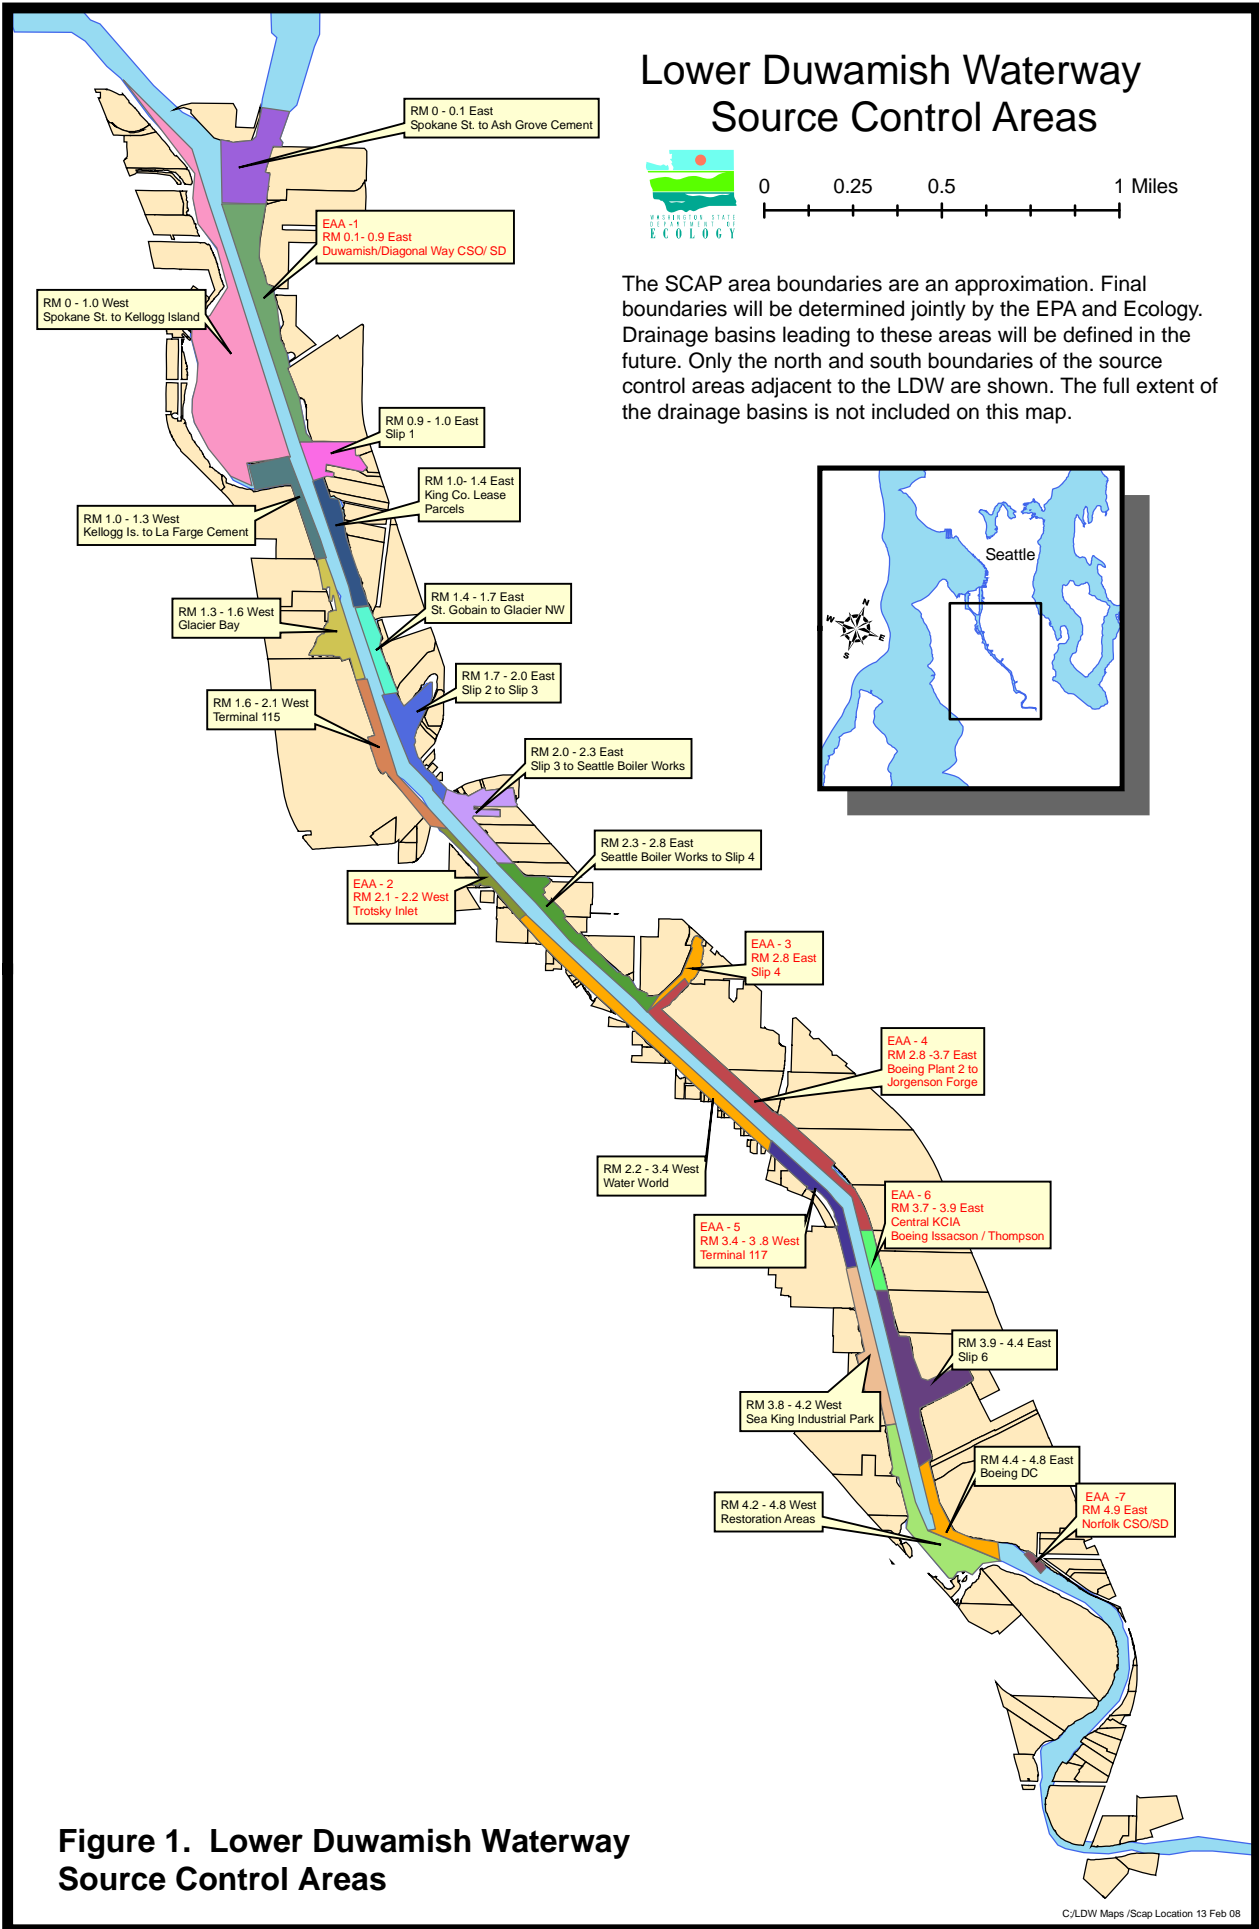 Lower Duwamish Waterway
Source Control Areas
WASHINGTON STATE
DEPARTMENT OF
ECOLOGY
0 0.25 0.5 1 Miles
The SCAP area boundaries are an approximation. Final
boundaries will be determined jointly by the EPA and Ecology.
Drainage basins leading to these areas will be defined in the
future. Only the north and south boundaries of the source
control areas adjacent to the LDW are shown. The full extent of
the drainage basins is not included on this map.
RM 0 - 0.1 East
Spokane St. to Ash Grove Cement
EAA -1
RM 0.1- 0.9 East
Duwamish/Diagonal Way CSO/ SD
RM 0 - 1.0 West
Spokane St. to Kellogg Island
RM 0.9 - 1.0 East
Slip 1
RM 1.0- 1.4 East
King Co. Lease
Parcels
RM 1.0 - 1.3 West
Kellogg Is. to La Farge Cement
Seattle
N
W
E
S
RM 1.4 - 1.7 East
St. Gobain to Glacier NW
RM 1.3 - 1.6 West
Glacier Bay
RM 1.7 - 2.0 East
Slip 2 to Slip 3
RM 1.6 - 2.1 West
Terminal 115
RM 2.0 - 2.3 East
Slip 3 to Seattle Boiler Works
RM 2.3 - 2.8 East
Seattle Boiler Works to Slip 4
EAA - 2
RM 2.1 - 2.2 West
Trotsky Inlet
EAA - 3
RM 2.8 East
Slip 4
EAA - 4
RM 2.8 -3.7 East
Boeing Plant 2 to
Jorgenson Forge
RM 2.2 - 3.4 West
Water World
EAA - 6
RM 3.7 - 3.9 East
Central KCIA
Boeing Issacson / Thompson
EAA - 5
RM 3.4 - 3 .8 West
Terminal 117
RM 3.9 - 4.4 East
Slip 6
RM 3.8 - 4.2 West
Sea King Industrial Park
RM 4.4 - 4.8 East
Boeing DC
EAA -7
RM 4.9 East
Norfolk CSO/SD
RM 4.2 - 4.8 West
Restoration Areas
Figure 1. Lower Duwamish Waterway
Source Control Areas
C:/LDW Maps /Scap Location 13 Feb 08